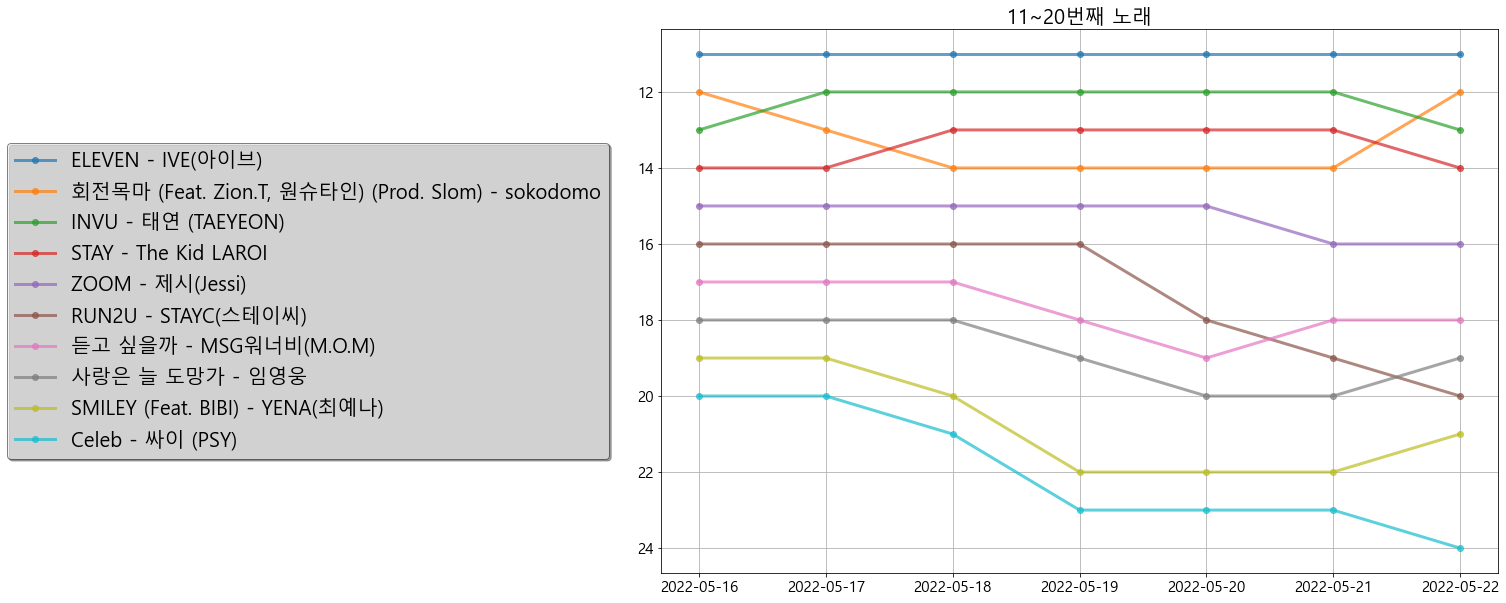 11~20번째 노래
ELEVEN - IVE(아이브)
회전목마 (Feat. Zion.T, 원슈타인) (Prod. Slom) - sokodomo
INVU - 태연 (TAEYEON)
STAY - The Kid LAROI
ZOOM - 제시(Jessi)
RUN2U - STAYC(스테이씨)
듣고 싶을까 - MSG워너비(M.O.M)
사랑은 늘 도망가 - 임영웅
SMILEY (Feat. BIBI) - YENA(최예나)
Celeb - 싸이 (PSY)
12
14
16
18
20
22
24
2022-05-16 2022-05-17 2022-05-18 2022-05-19 2022-05-20 2022-05-21 2022-05-22